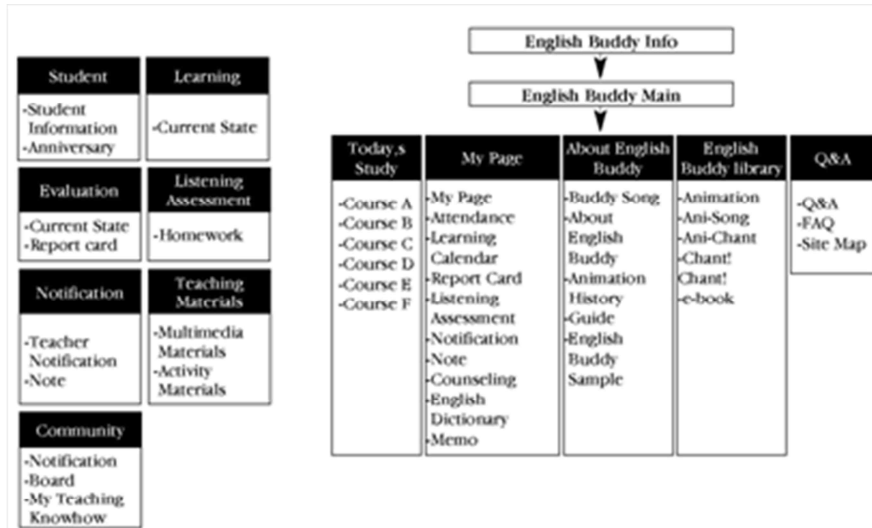 Student
-Student
Information
-Anniversary
Learning
-Current State
Evaluation
-Current State
-Report card
Listening
Assessment
-Homework
Notification
-Teacher
Notification
-Note
Teaching
Materials
-Multimedia
Materials
-Activity
Materials
Community
-Notification
-Board
-My Teaching
Knowhow
English Buddy Info
English Buddy Main
Today,s
Study
-Course A
-Course B
-Course C
-Course D
-Course E
-Course F
My Page
-My Page
-Attendance
-Learning
Calendar
-Report Card
-Listening
Assessment
-Notification
-Note
-Counseling
-English
Dictionary
-Memo
About English
Buddy
-Buddy Song
-About
English
Buddy
-Animation
History
-Guide
-English
Buddy
Sample
English
Buddy library
-Animation
-Ani-Song
-Ani-Chant
-Chant!
Chant!
-e-book
Q&A
-Q&A
-FAQ
-Site Map